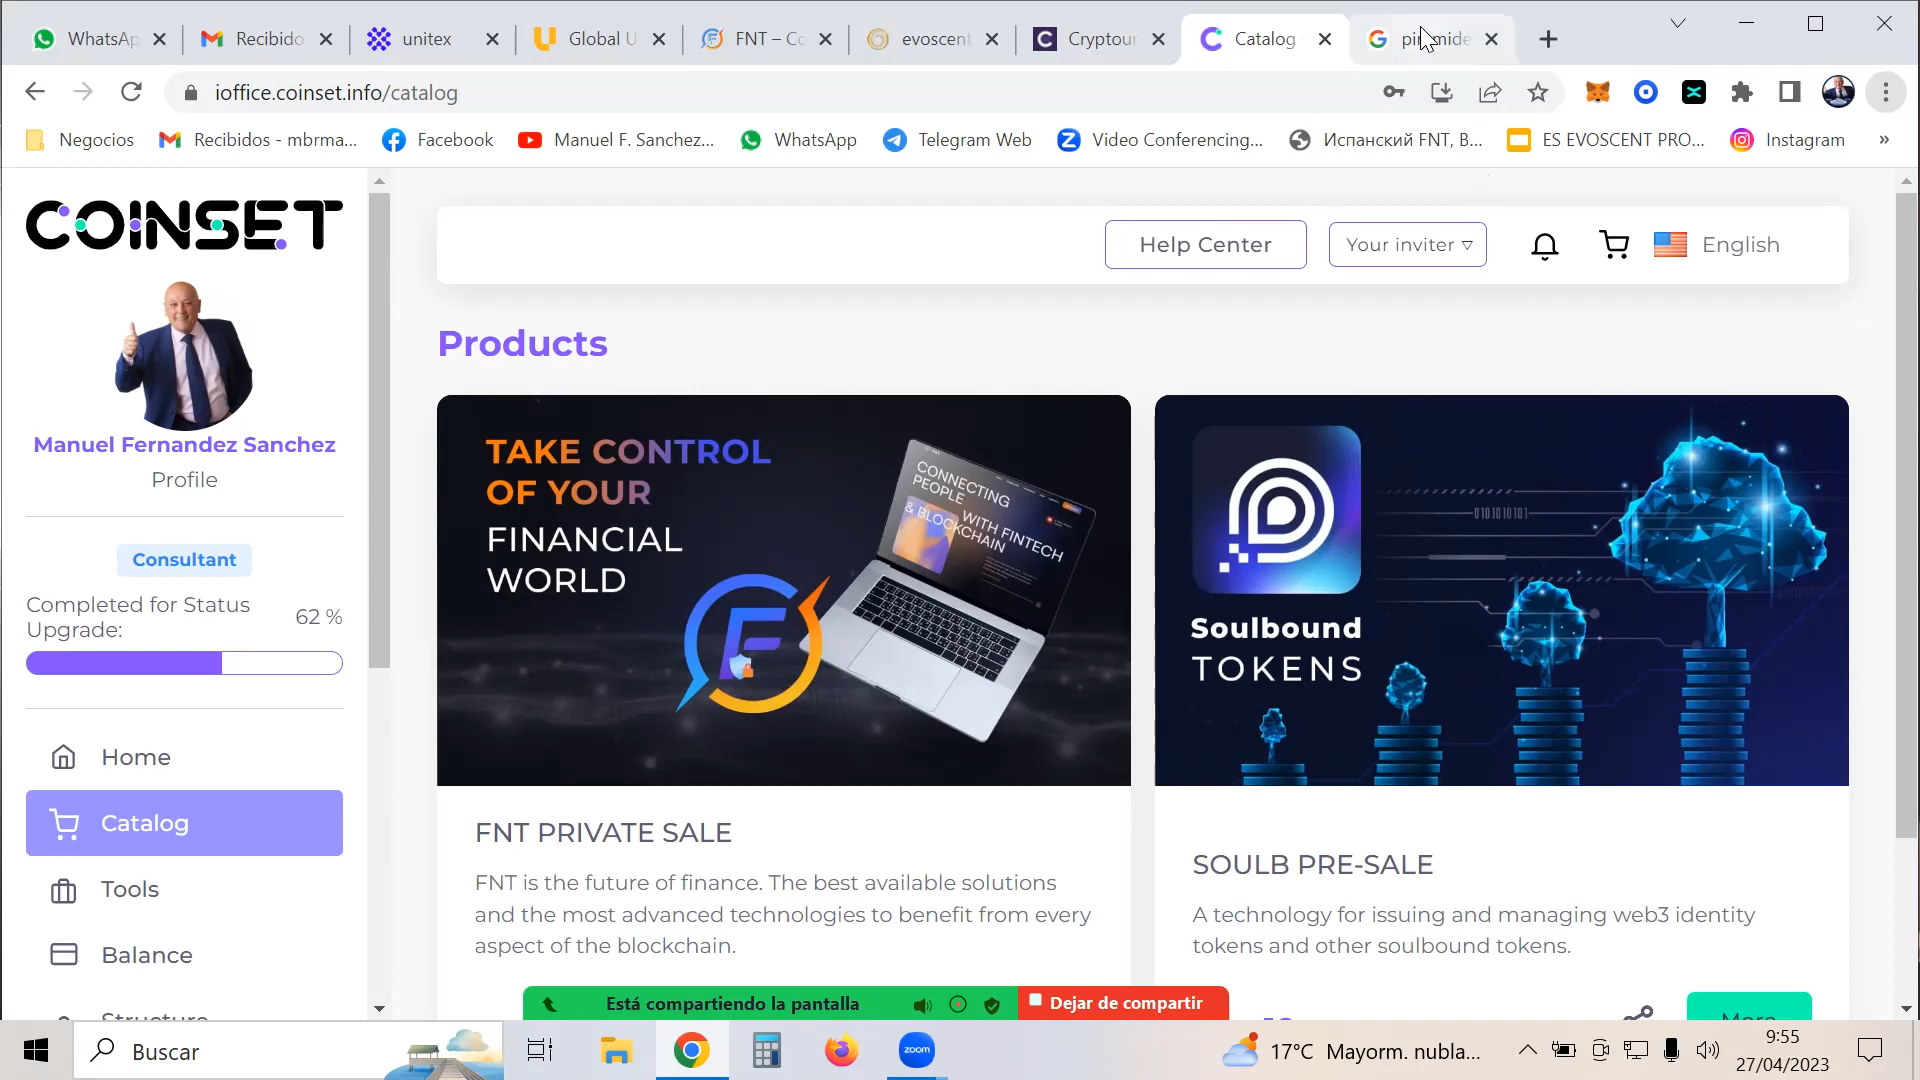 WhatsAp
Recibido
unitex
Global U
FNT – Co
evoscent
Cryptour
Catalog
ioffice.coinset.info/catalog
Negocios
Recibidos - mbrma...
Facebook
Manuel F. Sanchez...
WhatsApp
Telegram Web
Video Conferencing...
Испанский FNT, B...
ES EVOSCENT PRO...
Instagram
»
COINSET
Help Center
Your inviter
English
Manuel Fernandez Sanchez
Profile
Consultant
Completed for Status
Upgrade:
62 %
Home
Catalog
Tools
Balance
Structure
Products
TAKE CONTROL
OF YOUR
FINANCIAL
WORLD
CONNECTING
PEOPLE
WITH FINTECH
& BLOCKCHAIN
F
FNT PRIVATE SALE
FNT is the future of finance. The best available solutions
and the most advanced technologies to benefit from every
aspect of the blockchain.
01010101
Soulbound
TOKENS
SOULB PRE-SALE
A technology for issuing and managing web3 identity
tokens and other soulbound tokens.
More
Está compartiendo la pantalla
Dejar de compartir
Buscar
zoom
17°C Mayorm. nubla...
9:55
27/04/2023